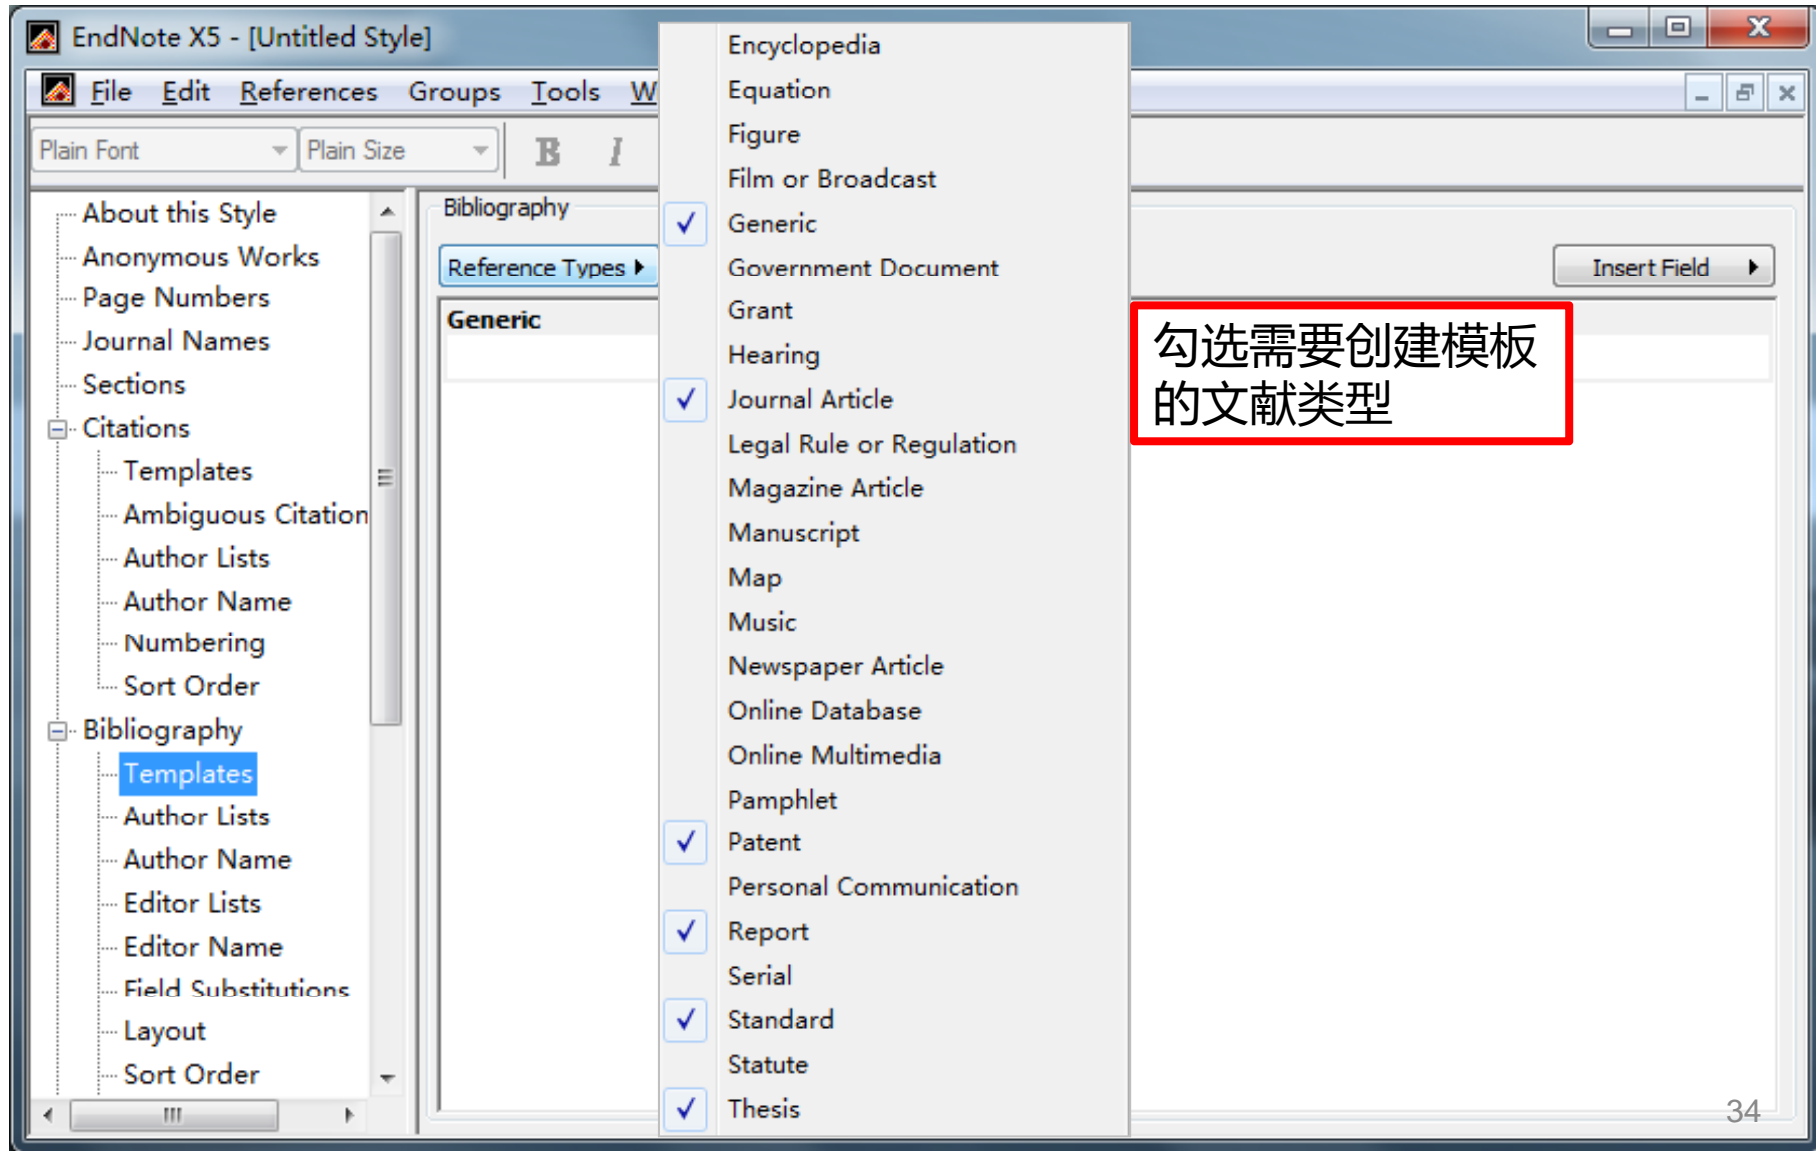 EndNote X5 - [Untitled Style]
File Edit References Groups Tools W
Plain Font Plain Size B I
About this Style
Anonymous Works
Page Numbers
Journal Names
Sections
Citations
Templates
Ambiguous Citation
Author Lists
Author Name
Numbering
Sort Order
Bibliography
Templates
Author Lists
Author Name
Editor Lists
Editor Name
Field Substitutions
Layout
Sort Order
Bibliography
Reference Types
Insert Field
Generic
Encyclopedia
Equation
Figure
Film or Broadcast
Generic
Government Document
Grant
Hearing
Journal Article
Legal Rule or Regulation
Magazine Article
Manuscript
Map
Music
Newspaper Article
Online Database
Online Multimedia
Pamphlet
Patent
Personal Communication
Report
Serial
Standard
Statute
Thesis
勾选需要创建模板
的文献类型
34